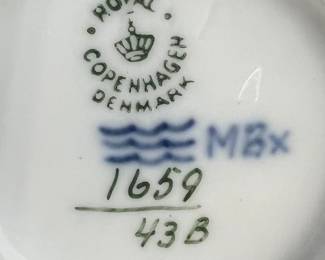 ROYAL
COPENHAGEN
DENMARK
MBx
1659
43B